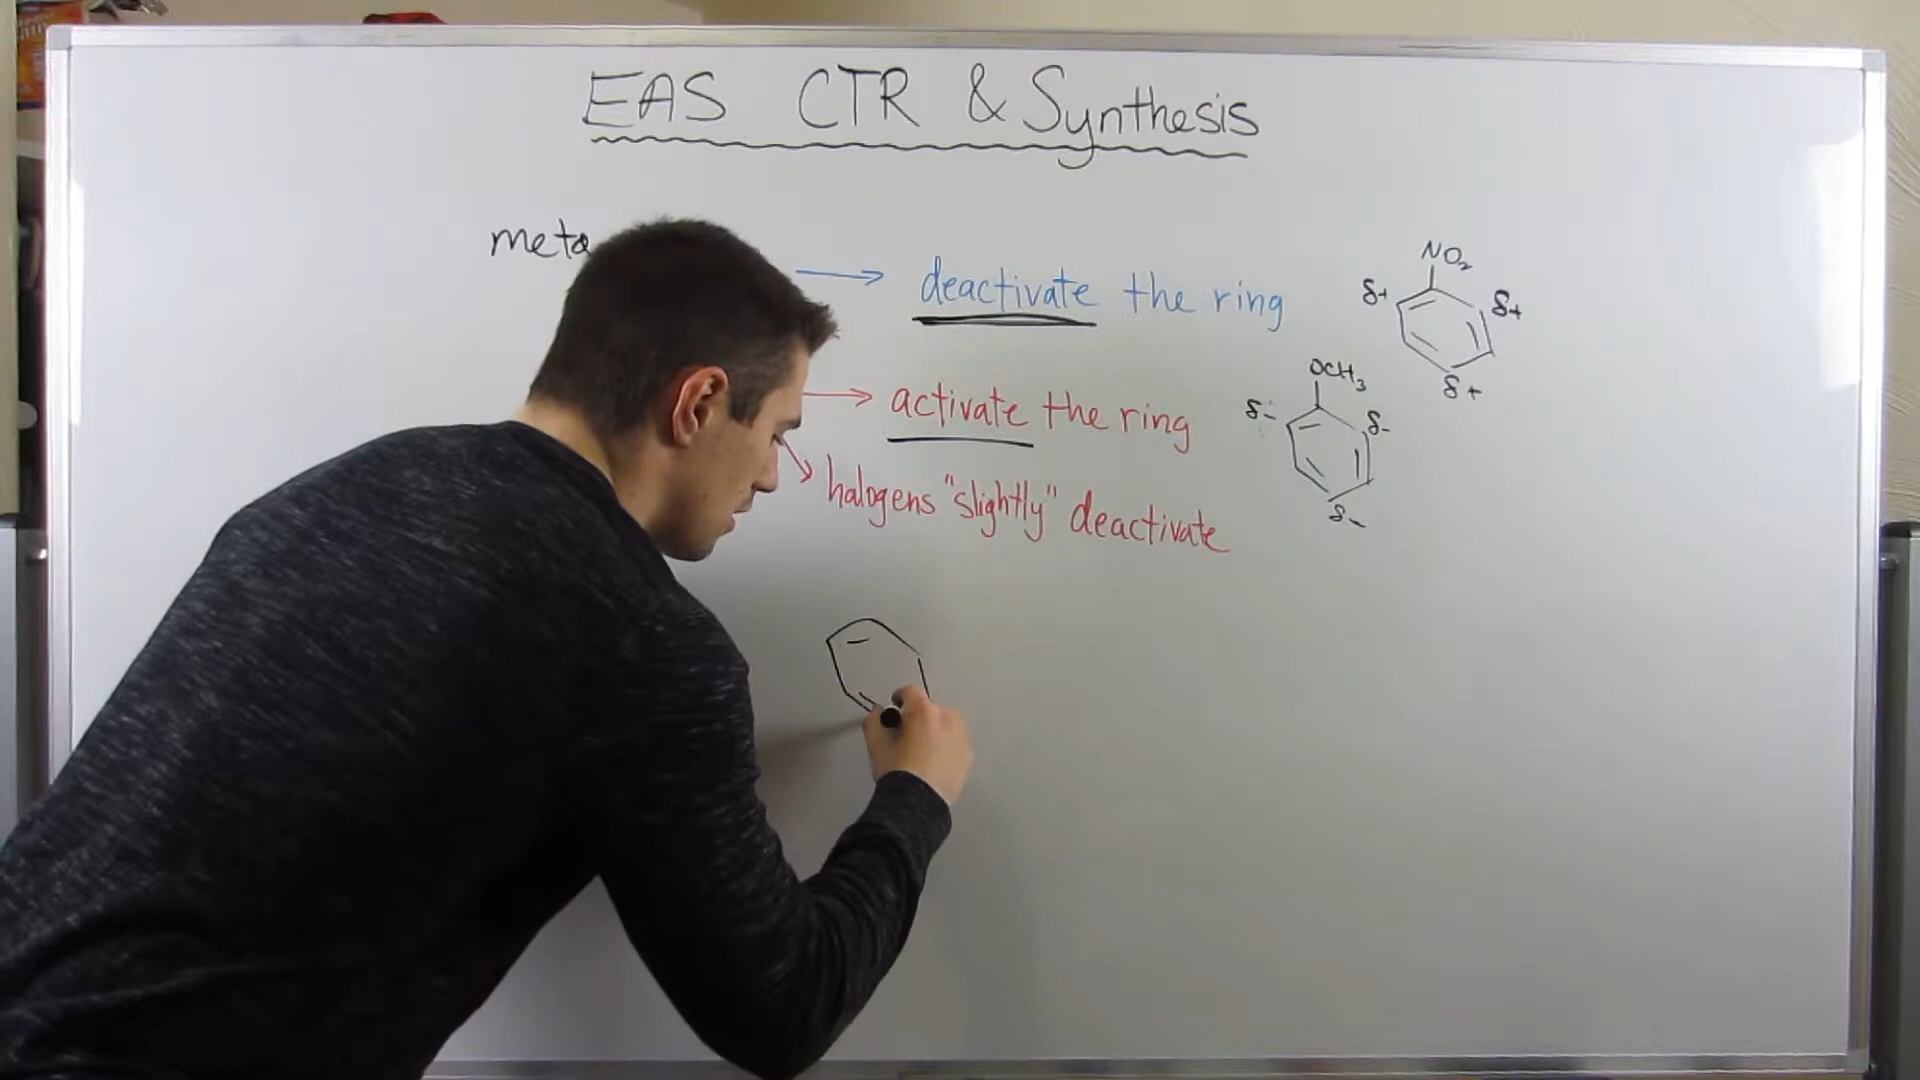 EAS CTR & Synthesis
meta
→ deactivate the ring
NO₂
δ+ δ+
δ+
→ activate the ring
OCH₃
δ- δ-
δ-
↘ halogens "slightly" deactivate